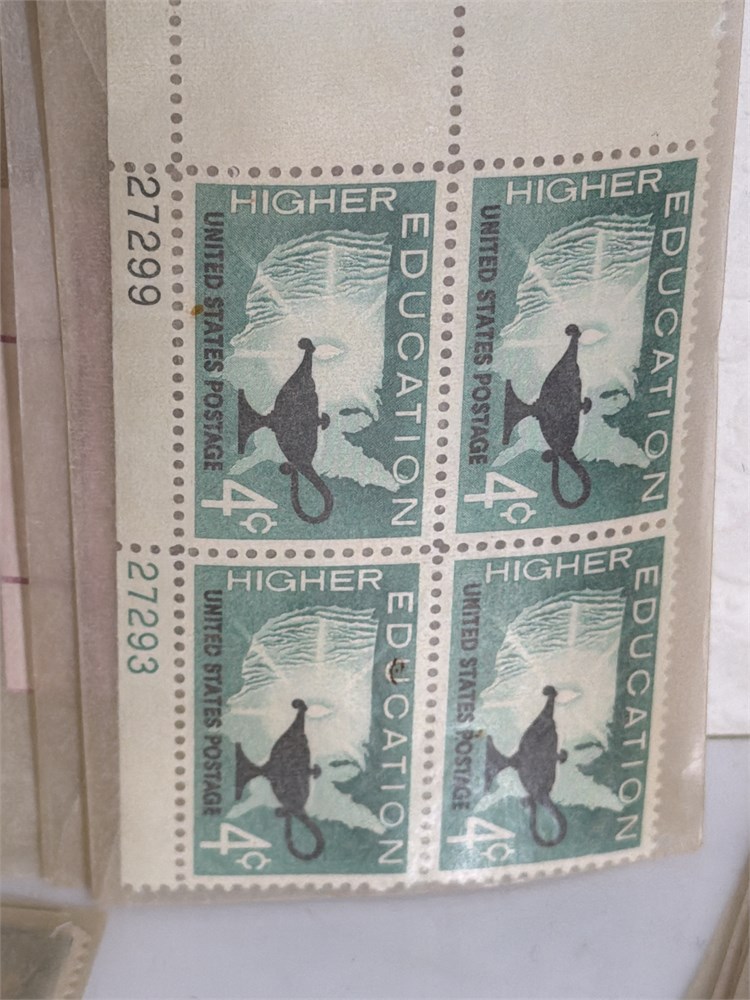 27299
27293
HIGHER
EDUCATION
UNITED STATES POSTAGE
4¢
HIGHER
EDUCATION
UNITED STATES POSTAGE
4¢
HIGHER
EDUCATION
UNITED STATES POSTAGE
4¢
HIGHER
EDUCATION
UNITED STATES POSTAGE
4¢